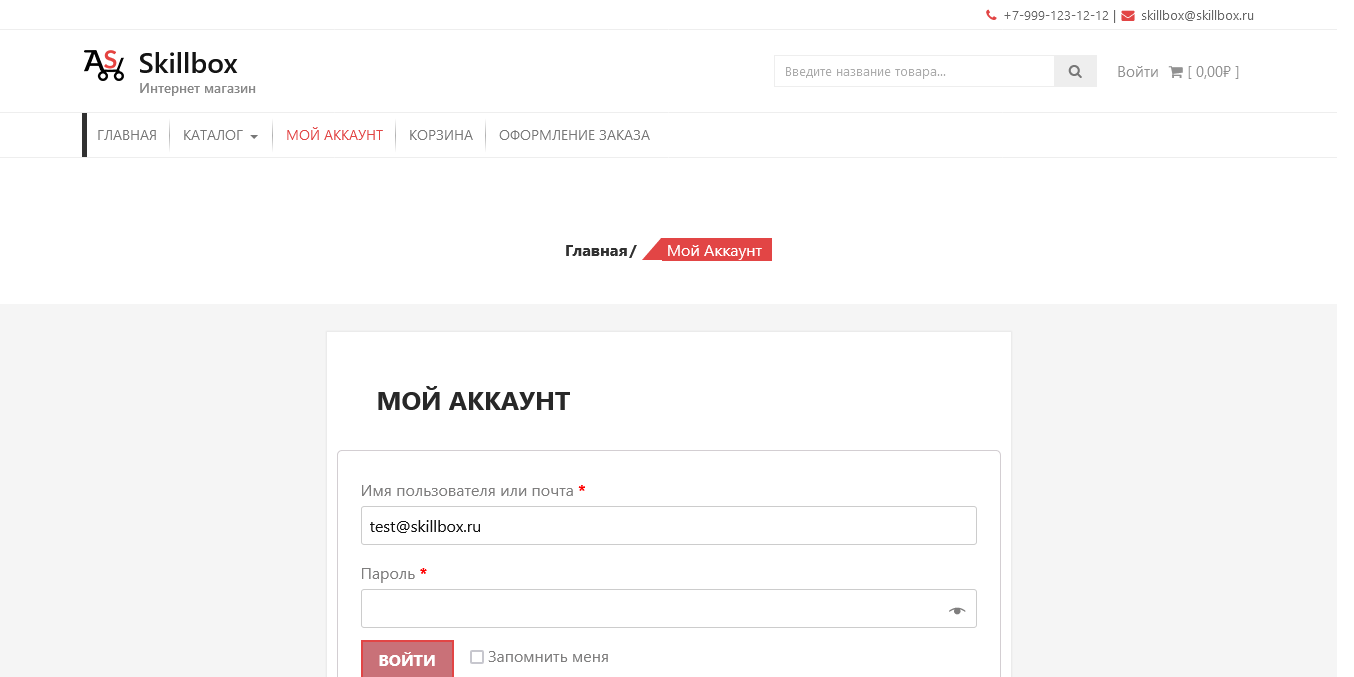 +7-999-123-12-12 | skillbox@skillbox.ru
AS Skillbox
Интернет магазин
Введите название товара...
Войти [ 0,00₽ ]
ГЛАВНАЯ КАТАЛОГ МОЙ АККАУНТ КОРЗИНА ОФОРМЛЕНИЕ ЗАКАЗА
Главная/ Мой Аккаунт
МОЙ АККАУНТ
Имя пользователя или почта *
test@skillbox.ru
Пароль *
ВОЙТИ Запомнить меня